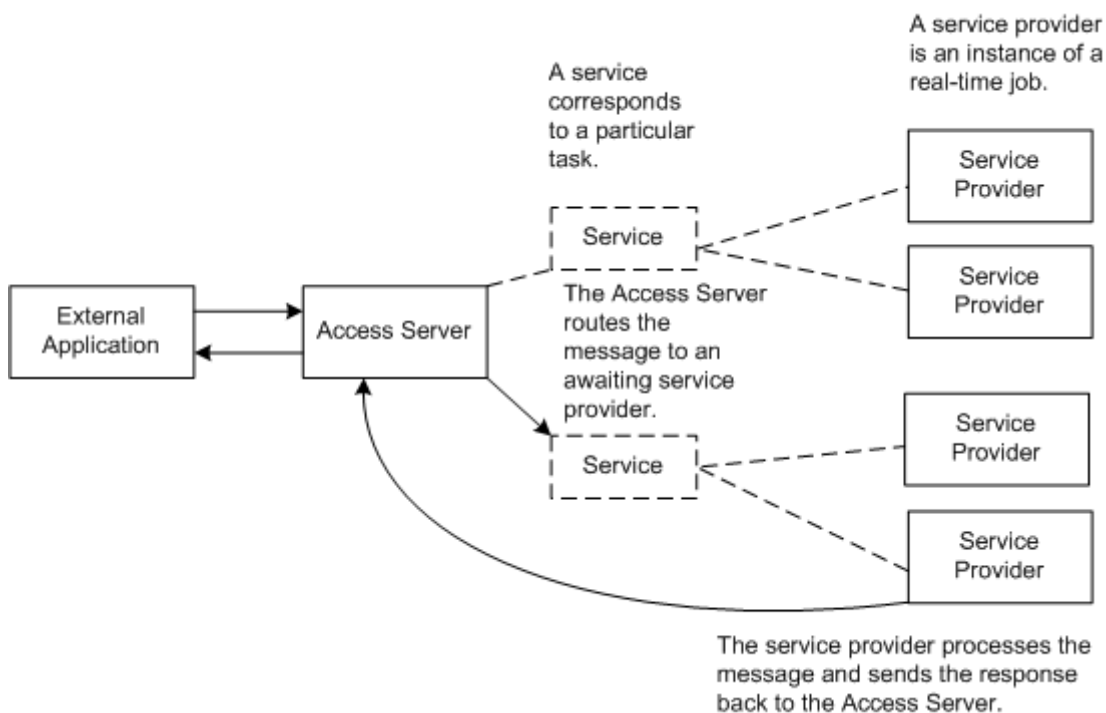 A service provider
is an instance of a
real-time job.
A service
corresponds
to a particular
task.
Service
Provider
Service
Service
Provider
The Access Server
routes the
message to an
awaiting service
provider.
External
Application
Access Server
Service
Provider
Service
Service
Provider
The service provider processes the
message and sends the response
back to the Access Server.